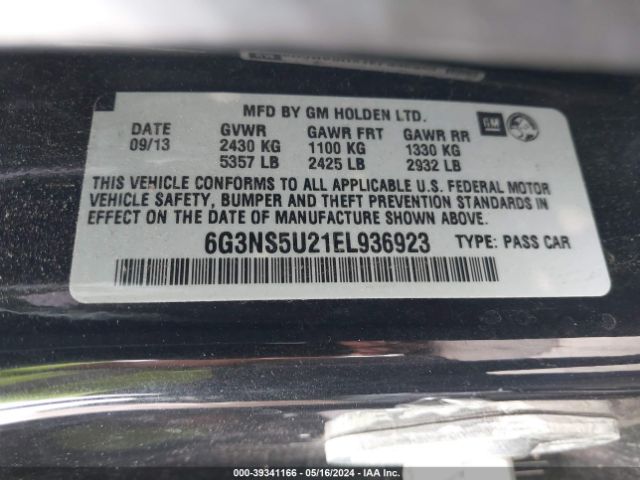 MFD BY GM HOLDEN LTD.
DATE GVWR GAWR FRT GAWR RR GM
09/13 2430 KG 1100 KG 1330 KG
5357 LB 2425 LB 2932 LB
THIS VEHICLE CONFORMS TO ALL APPLICABLE U.S. FEDERAL MOTOR
VEHICLE SAFETY, BUMPER AND THEFT PREVENTION STANDARDS IN
EFFECT ON THE DATE OF MANUFACTURE SHOWN ABOVE.
6G3NS5U21EL936923 TYPE: PASS CAR
000-39341166 - 05/16/2024 - IAA Inc.